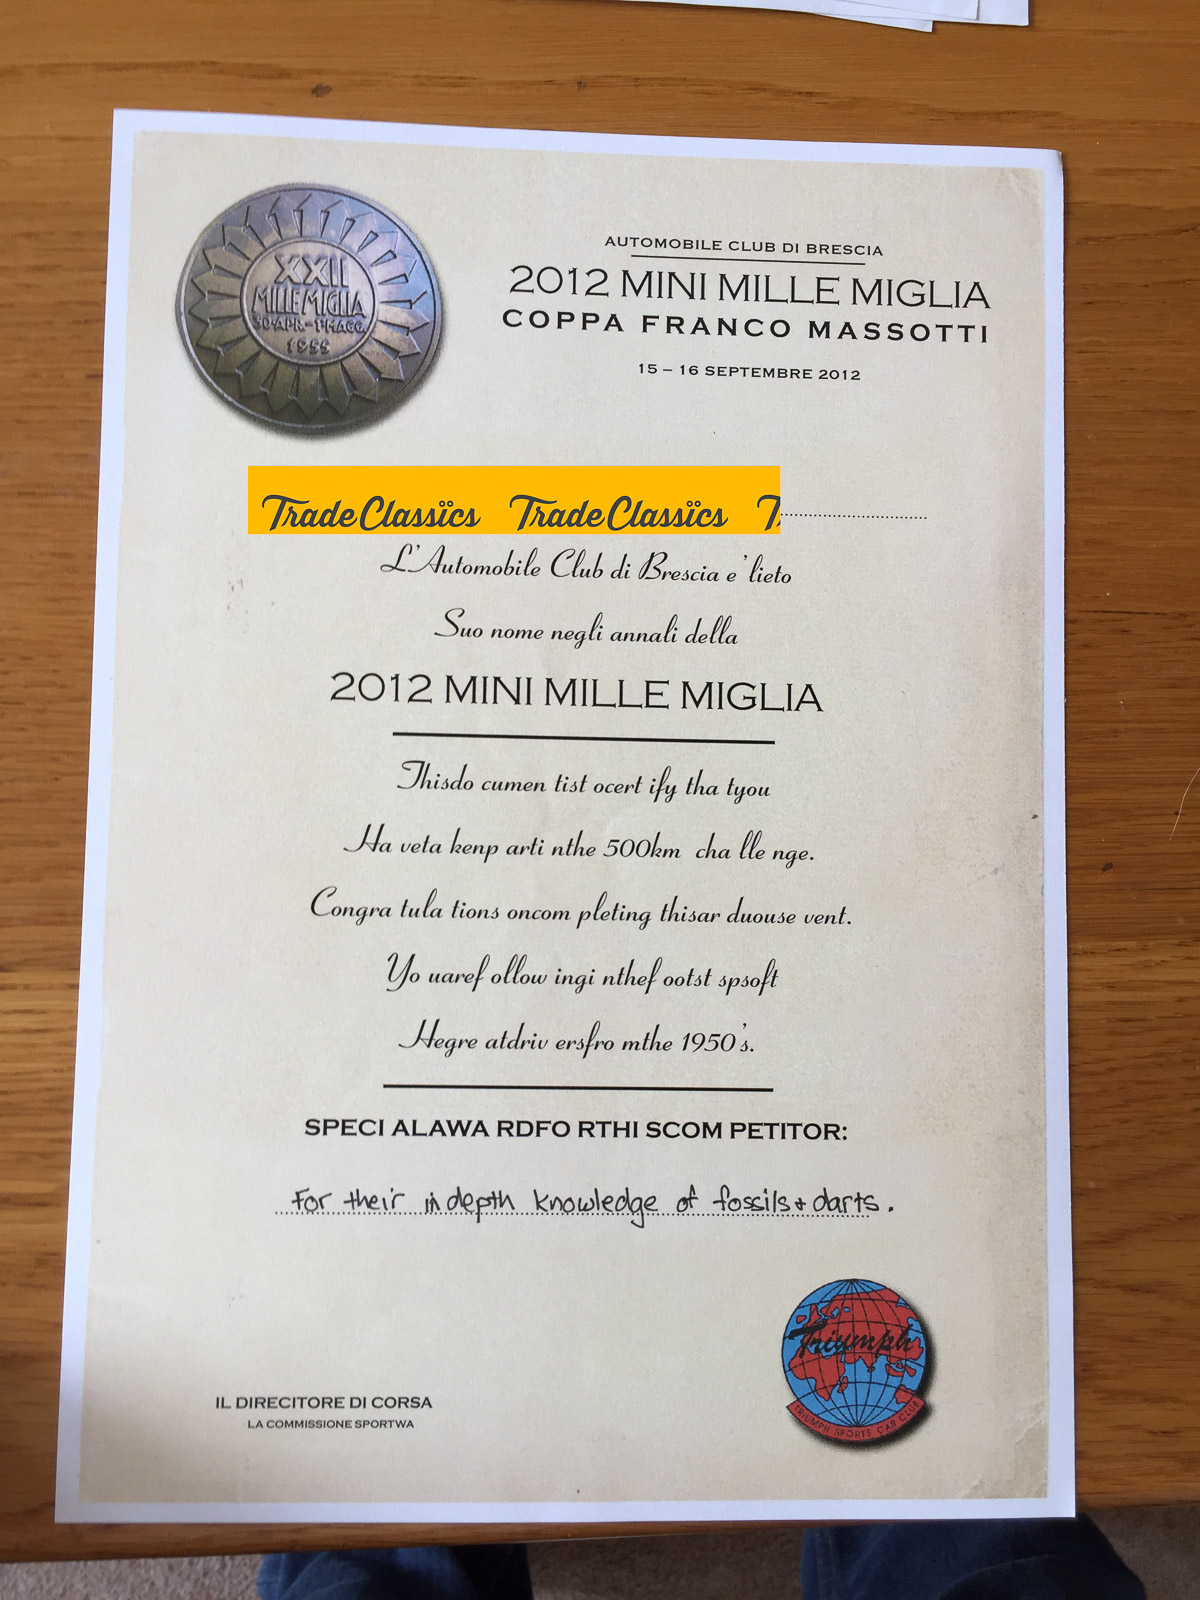 XXII
MILLE MIGLIA
30·APR.-1°MAGG.
1955
AUTOMOBILE CLUB DI BRESCIA
2012 MINI MILLE MIGLIA
COPPA FRANCO MASSOTTI
15 – 16 SEPTEMBRE 2012
Trade Classics Trade Classics T
L'Automobile Club di Brescia e' lieto
Suo nome negli annali della
2012 MINI MILLE MIGLIA
Thisdo cumen tist ocert ify tha tyou
Ha veta kenp arti nthe 500km cha lle nge.
Congra tula tions oncom pleting thisar duouse vent.
Yo uaref ollow ingi nthef ootst spsoft
Hegre atdriv ersfro mthe 1950's.
SPECI ALAWA RDFO RTHI SCOM PETITOR:
For their indepth knowledge of fossils + darts.
Triumph
TRIUMPH SPORTS CAR CLUB
IL DIRECITORE DI CORSA
LA COMMISSIONE SPORTWA